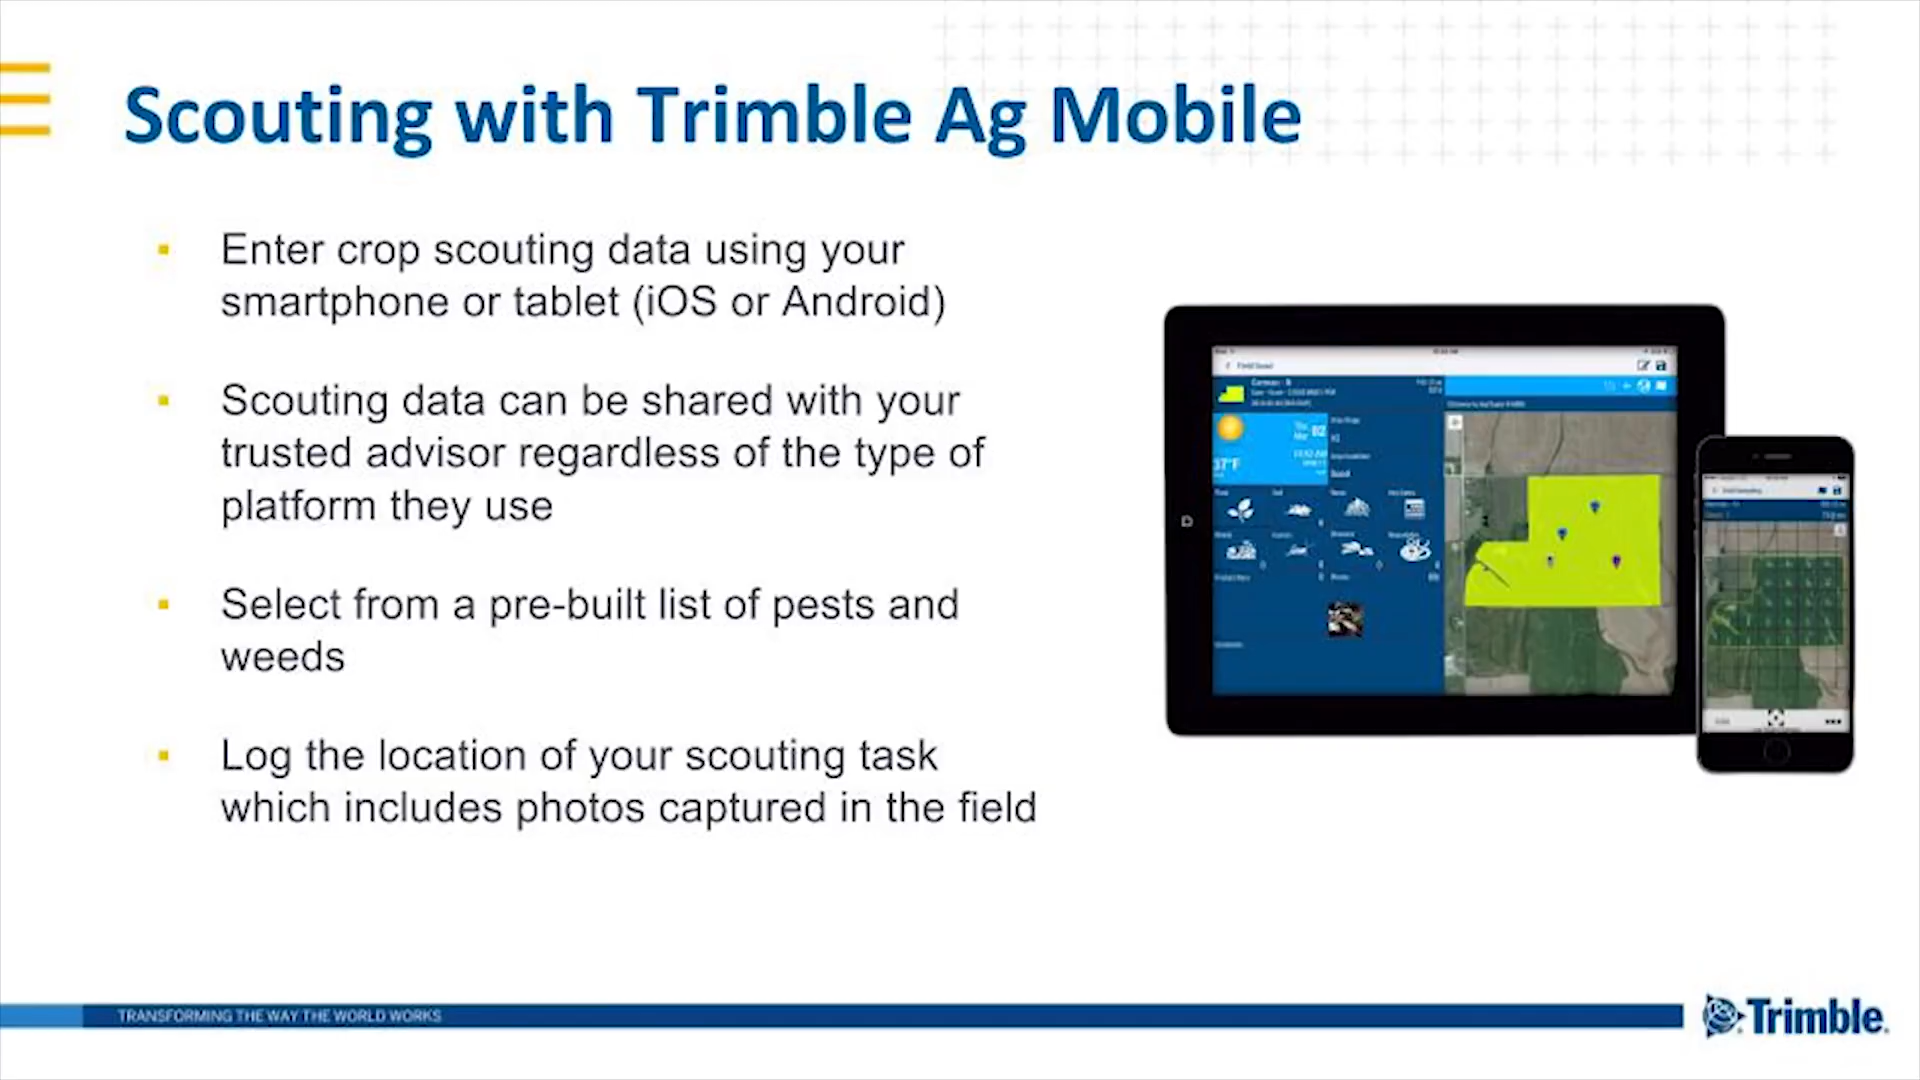 Scouting with Trimble Ag Mobile
Enter crop scouting data using your
smartphone or tablet (iOS or Android)
Scouting data can be shared with your
trusted advisor regardless of the type of
platform they use
Select from a pre-built list of pests and
weeds
Log the location of your scouting task
which includes photos captured in the field
37°F
02
TRANSFORMING THE WAY THE WORLD WORKS
Trimble